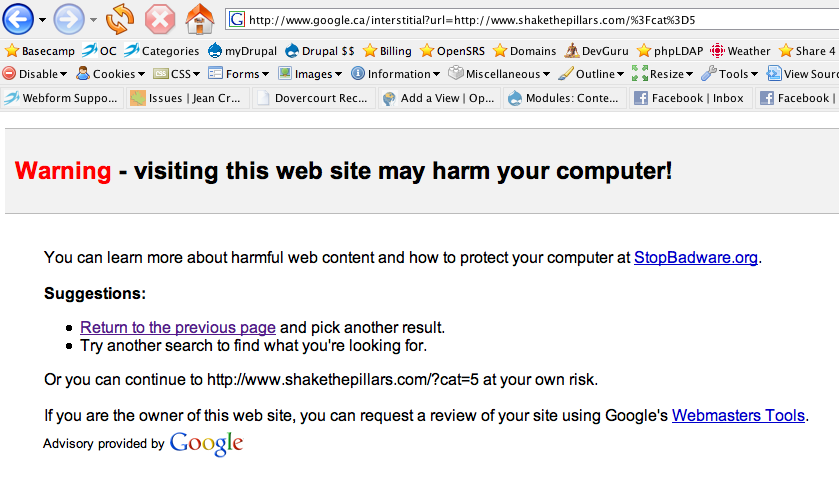 http://www.google.ca/interstitial?url=http://www.shakethepillars.com/%3Fcat%3D5
Basecamp OC Categories myDrupal Drupal $$ Billing OpenSRS Domains DevGuru phpLDAP Weather Share 4
Disable Cookies CSS Forms Images Information Miscellaneous Outline Resize Tools View Sourc
Webform Suppo... Issues | Jean Cr... Dovercourt Rec... Add a View | Op... Modules: Conte... Facebook | Inbox Facebook |
Warning - visiting this web site may harm your computer!
You can learn more about harmful web content and how to protect your computer at StopBadware.org.
Suggestions:
Return to the previous page and pick another result.
Try another search to find what you're looking for.
Or you can continue to http://www.shakethepillars.com/?cat=5 at your own risk.
If you are the owner of this web site, you can request a review of your site using Google's Webmasters Tools.
Advisory provided by Google